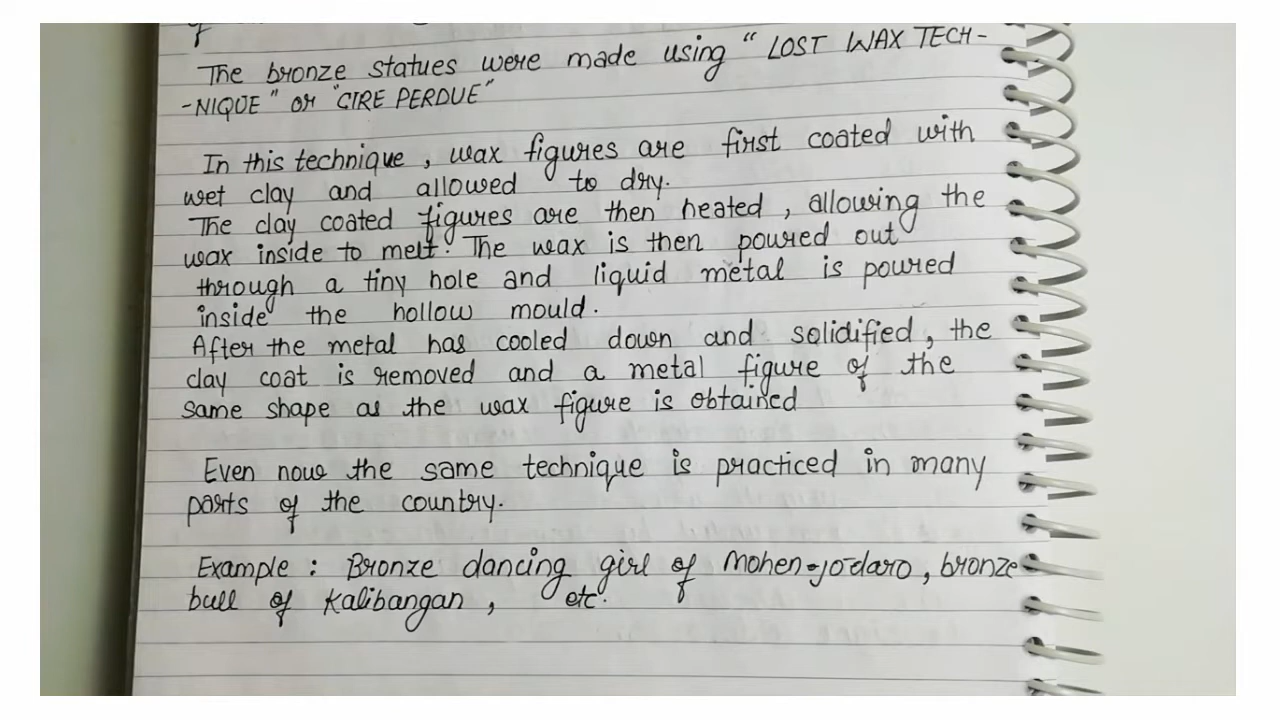 The bronze statues were made using " LOST WAX TECH-
-NIQUE " or "CIRE PERDUE"
In this technique , wax figures are first coated with
wet clay and allowed to dry.
The clay coated figures are then heated , allowing the
wax inside to melt. The wax is then poured out
through a tiny hole and liquid metal is poured
inside the hollow mould.
After the metal has cooled down and solidified, the
clay coat is removed and a metal figure of the
same shape as the wax figure is obtained
Even now the same technique is practiced in many
parts of the country.
Example : Bronze dancing girl of Mohen-jo-daro, bronze
bull of Kalibangan , etc.